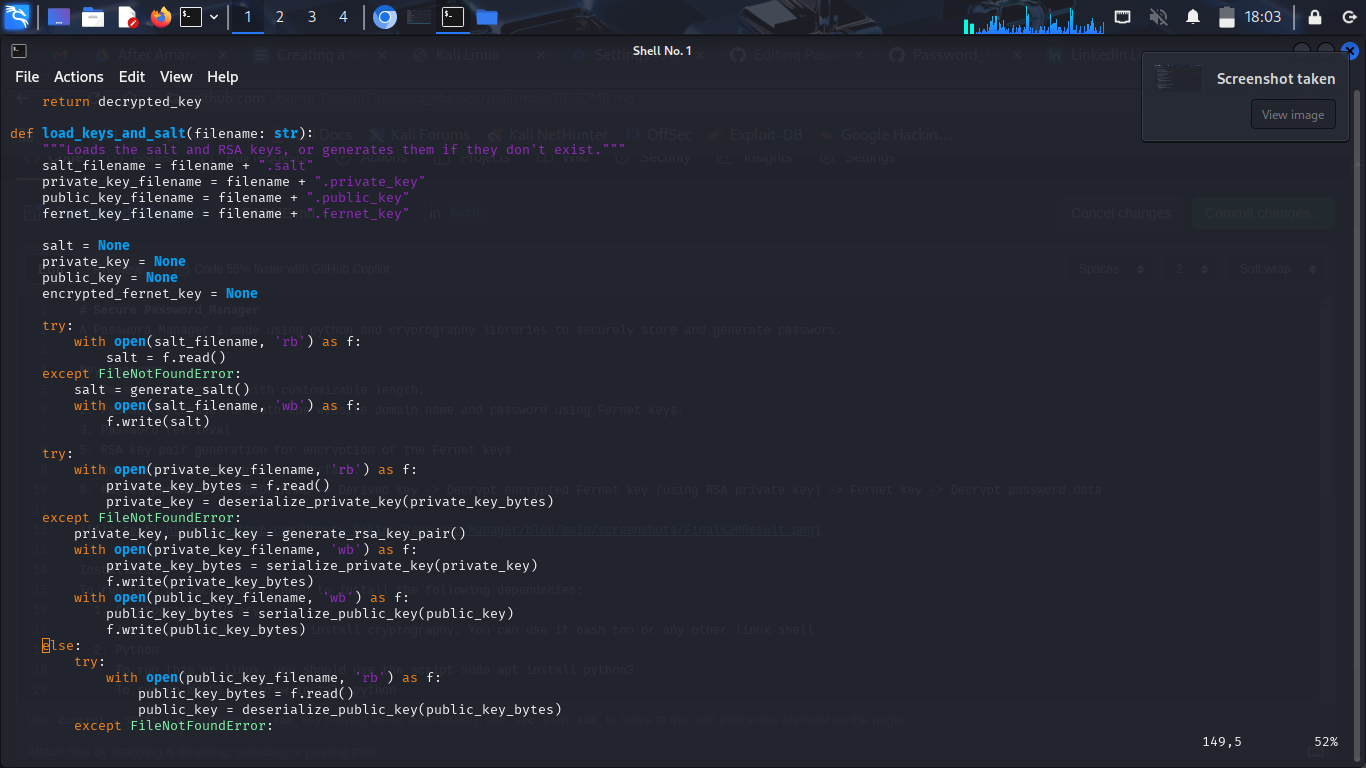 1 2 3 4
18:03
Shell No. 1
File Actions Edit View Help
Screenshot taken
View image
    return decrypted_key

def load_keys_and_salt(filename: str):
    """Loads the salt and RSA keys, or generates them if they don't exist."""
    salt_filename = filename + ".salt"
    private_key_filename = filename + ".private_key"
    public_key_filename = filename + ".public_key"
    fernet_key_filename = filename + ".fernet_key"

    salt = None
    private_key = None
    public_key = None
    encrypted_fernet_key = None

    try:
        with open(salt_filename, 'rb') as f:
            salt = f.read()
    except FileNotFoundError:
        salt = generate_salt()
        with open(salt_filename, 'wb') as f:
            f.write(salt)

    try:
        with open(private_key_filename, 'rb') as f:
            private_key_bytes = f.read()
            private_key = deserialize_private_key(private_key_bytes)
    except FileNotFoundError:
        private_key, public_key = generate_rsa_key_pair()
        with open(private_key_filename, 'wb') as f:
            private_key_bytes = serialize_private_key(private_key)
            f.write(private_key_bytes)
        with open(public_key_filename, 'wb') as f:
            public_key_bytes = serialize_public_key(public_key)
            f.write(public_key_bytes)
    else:
        try:
            with open(public_key_filename, 'rb') as f:
                public_key_bytes = f.read()
                public_key = deserialize_public_key(public_key_bytes)
        except FileNotFoundError:
149,5 52%